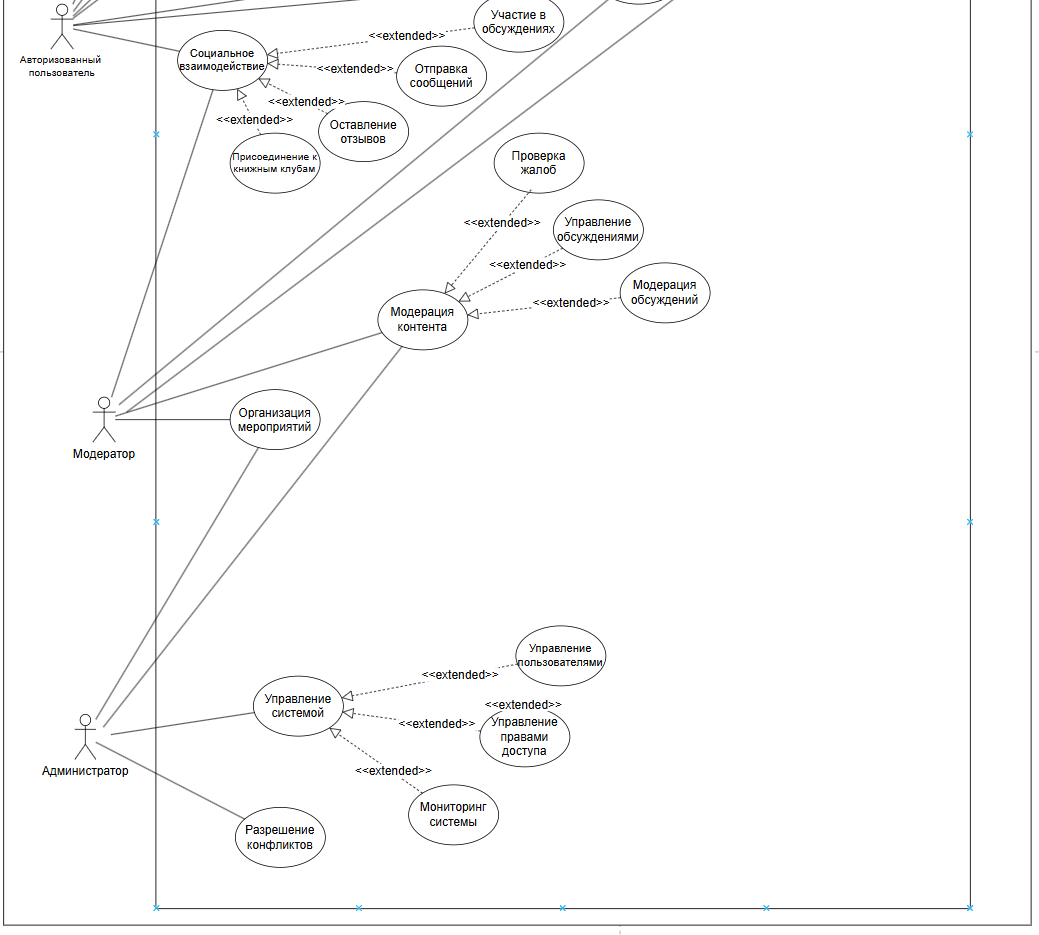 Участие в
обсуждениях
<<extended>>
Авторизованный
пользователь
Социальное
взаимодействие
<<extended>>
Отправка
сообщений
<<extended>>
Оставление
отзывов
<<extended>>
Присоединение к
книжным клубам
Проверка
жалоб
<<extended>>
Управление
обсуждениями
<<extended>>
Модерация
обсуждений
<<extended>>
Модерация
контента
Организация
мероприятий
Модератор
Управление
пользователями
<<extended>>
Управление
системой
<<extended>>
<<extended>>
Управление
правами
доступа
Администратор
<<extended>>
Мониторинг
системы
Разрешение
конфликтов